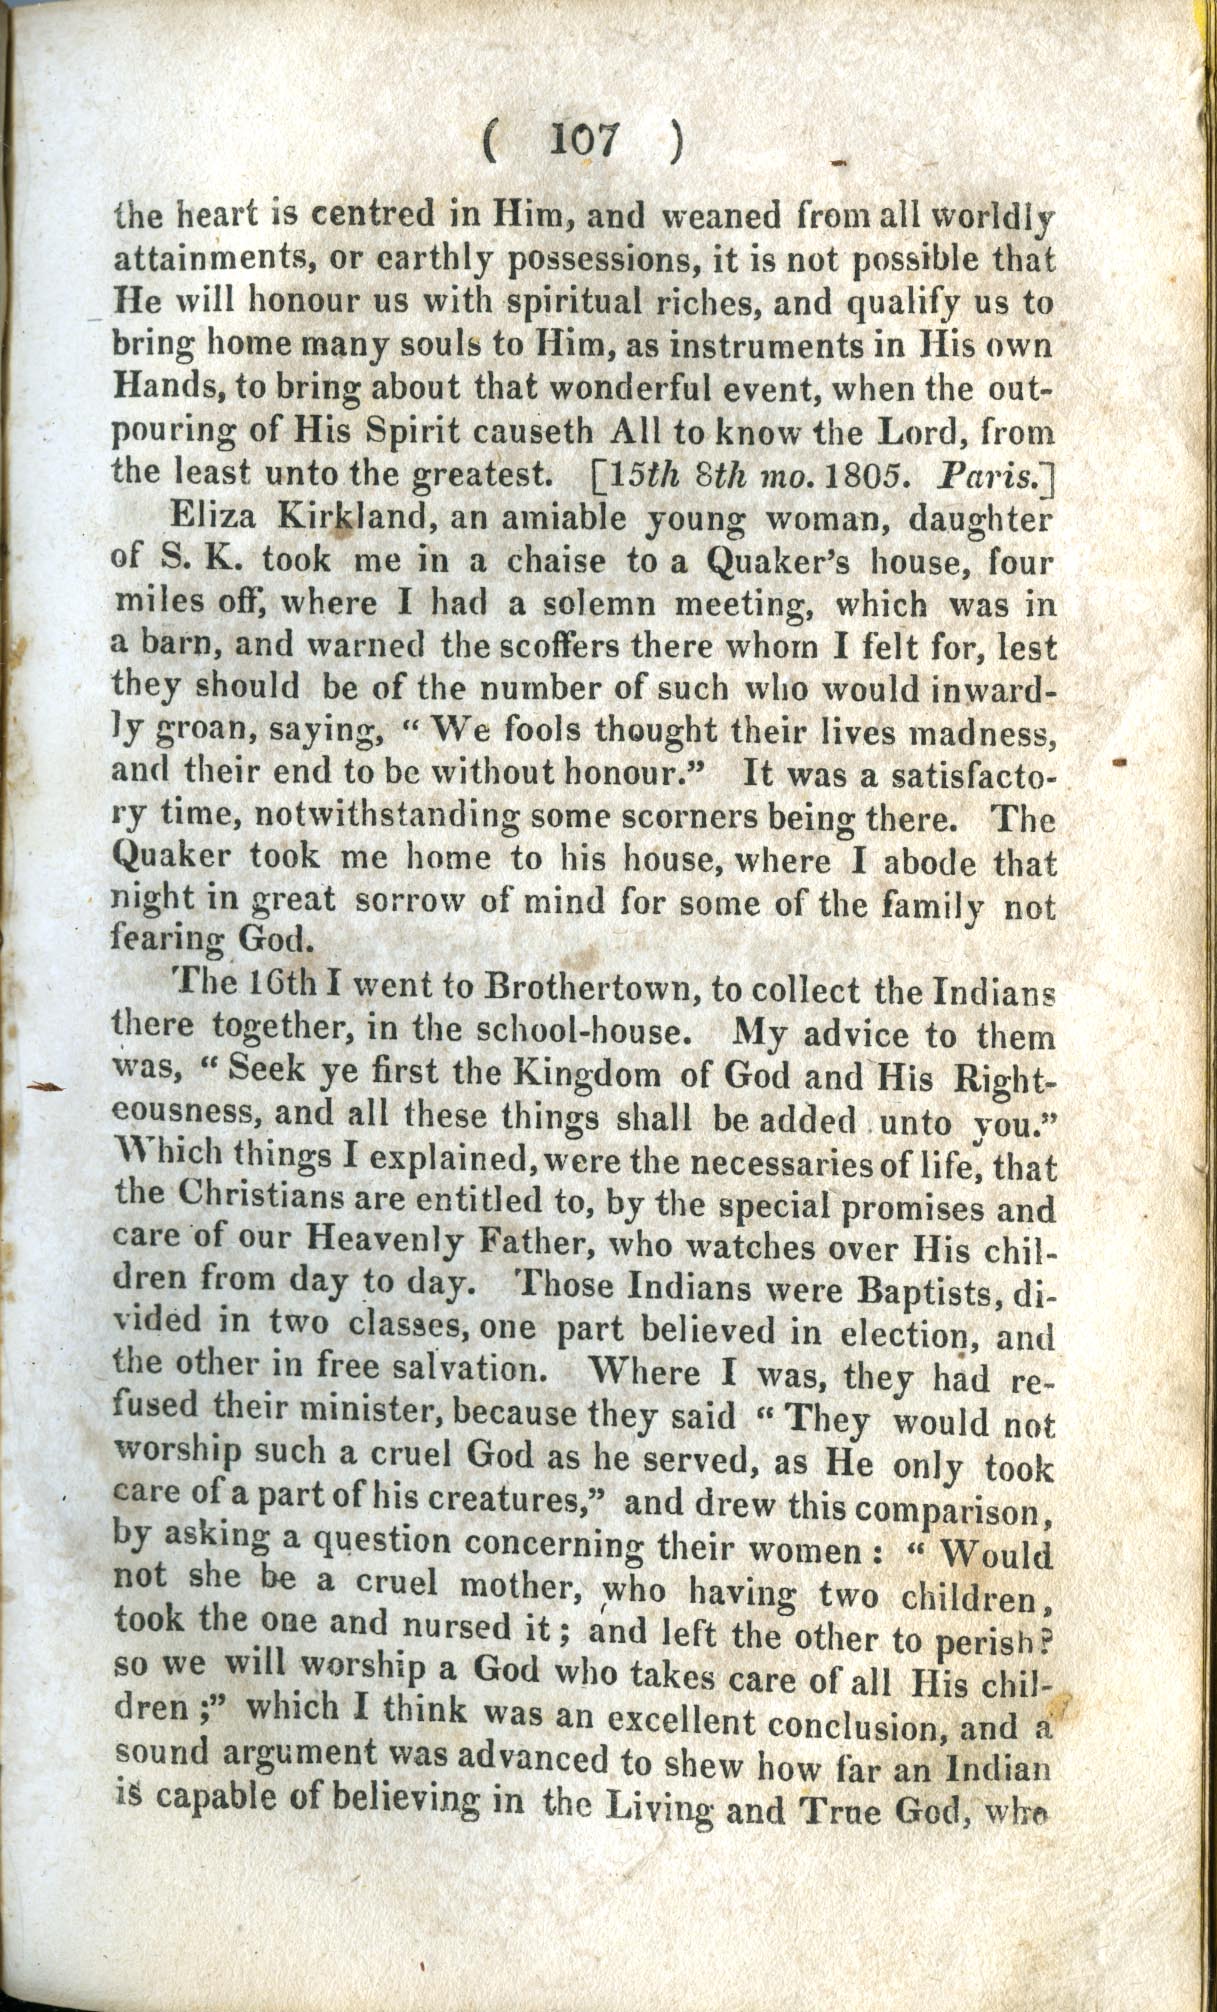 ( 107 )
the heart is centred in Him, and weaned from all worldly
attainments, or earthly possessions, it is not possible that
He will honour us with spiritual riches, and qualify us to
bring home many souls to Him, as instruments in His own
Hands, to bring about that wonderful event, when the out-
pouring of His Spirit causeth All to know the Lord, from
the least unto the greatest. [15th 8th mo. 1805. Paris.]
Eliza Kirkland, an amiable young woman, daughter
of S. K. took me in a chaise to a Quaker's house, four
miles off, where I had a solemn meeting, which was in
a barn, and warned the scoffers there whom I felt for, lest
they should be of the number of such who would inward-
ly groan, saying, “ We fools thought their lives madness,
and their end to be without honour.” It was a satisfacto-
ry time, notwithstanding some scorners being there. The
Quaker took me home to his house, where I abode that
night in great sorrow of mind for some of the family not
fearing God.
The 16th I went to Brothertown, to collect the Indians
there together, in the school-house. My advice to them
was, “ Seek ye first the Kingdom of God and His Right-
eousness, and all these things shall be added unto you.”
Which things I explained, were the necessaries of life, that
the Christians are entitled to, by the special promises and
care of our Heavenly Father, who watches over His chil-
dren from day to day. Those Indians were Baptists, di-
vided in two classes, one part believed in election, and
the other in free salvation. Where I was, they had re-
fused their minister, because they said “ They would not
worship such a cruel God as he served, as He only took
care of a part of his creatures,” and drew this comparison,
by asking a question concerning their women : “ Would
not she be a cruel mother, who having two children,
took the one and nursed it ; and left the other to perish?
so we will worship a God who takes care of all His chil-
dren ;” which I think was an excellent conclusion, and a
sound argument was advanced to shew how far an Indian
is capable of believing in the Living and True God, who